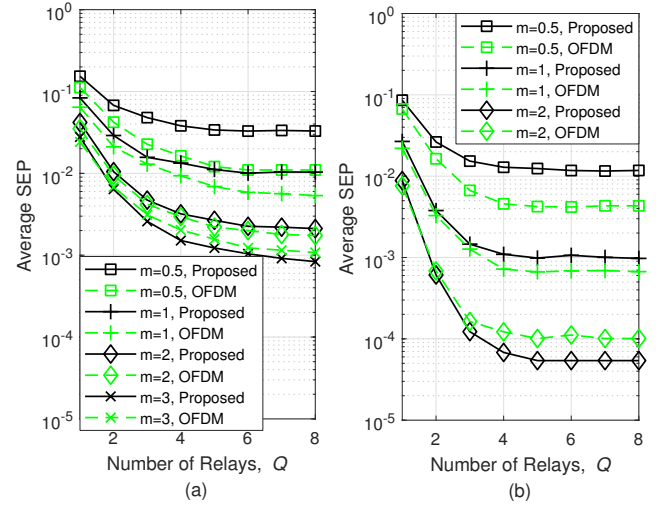 10^0
10^-1
10^-2
10^-3
10^-4
10^-5
Average SEP
m=0.5, Proposed
m=0.5, OFDM
m=1, Proposed
m=1, OFDM
m=2, Proposed
m=2, OFDM
m=3, Proposed
m=3, OFDM
2 4 6 8
Number of Relays, Q
(a)
10^0
10^-1
10^-2
10^-3
10^-4
10^-5
Average SEP
m=0.5, Proposed
m=0.5, OFDM
m=1, Proposed
m=1, OFDM
m=2, Proposed
m=2, OFDM
2 4 6 8
Number of Relays, Q
(b)